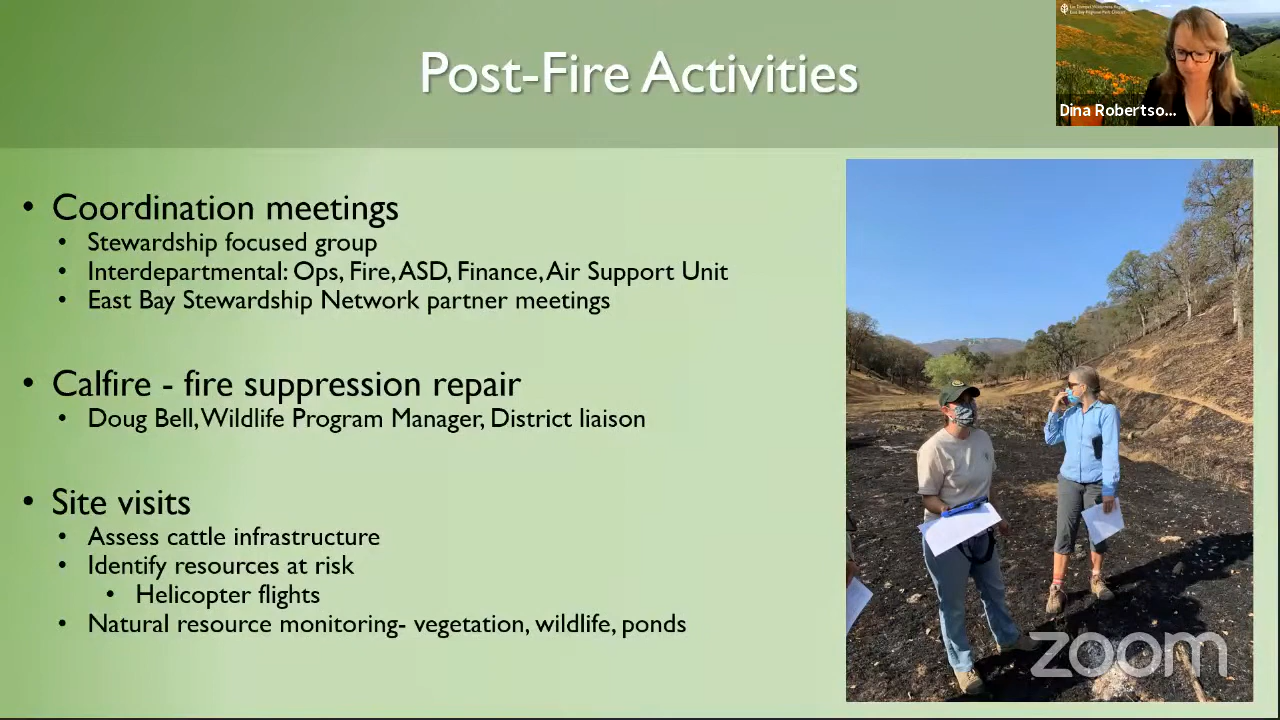 Post-Fire Activities
Dina Robertso...
• Coordination meetings
• Stewardship focused group
• Interdepartmental: Ops, Fire, ASD, Finance, Air Support Unit
• East Bay Stewardship Network partner meetings
• Calfire - fire suppression repair
• Doug Bell, Wildlife Program Manager, District liaison
• Site visits
• Assess cattle infrastructure
• Identify resources at risk
• Helicopter flights
• Natural resource monitoring- vegetation, wildlife, ponds
zoom